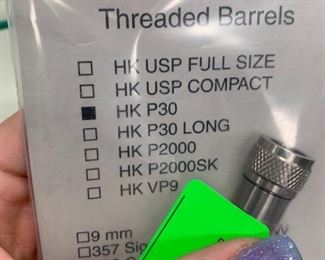 Threaded Barrels
HK USP FULL SIZE
HK USP COMPACT
HK P30
HK P30 LONG
HK P2000
HK P2000SK
HK VP9
9 mm
357 Sig